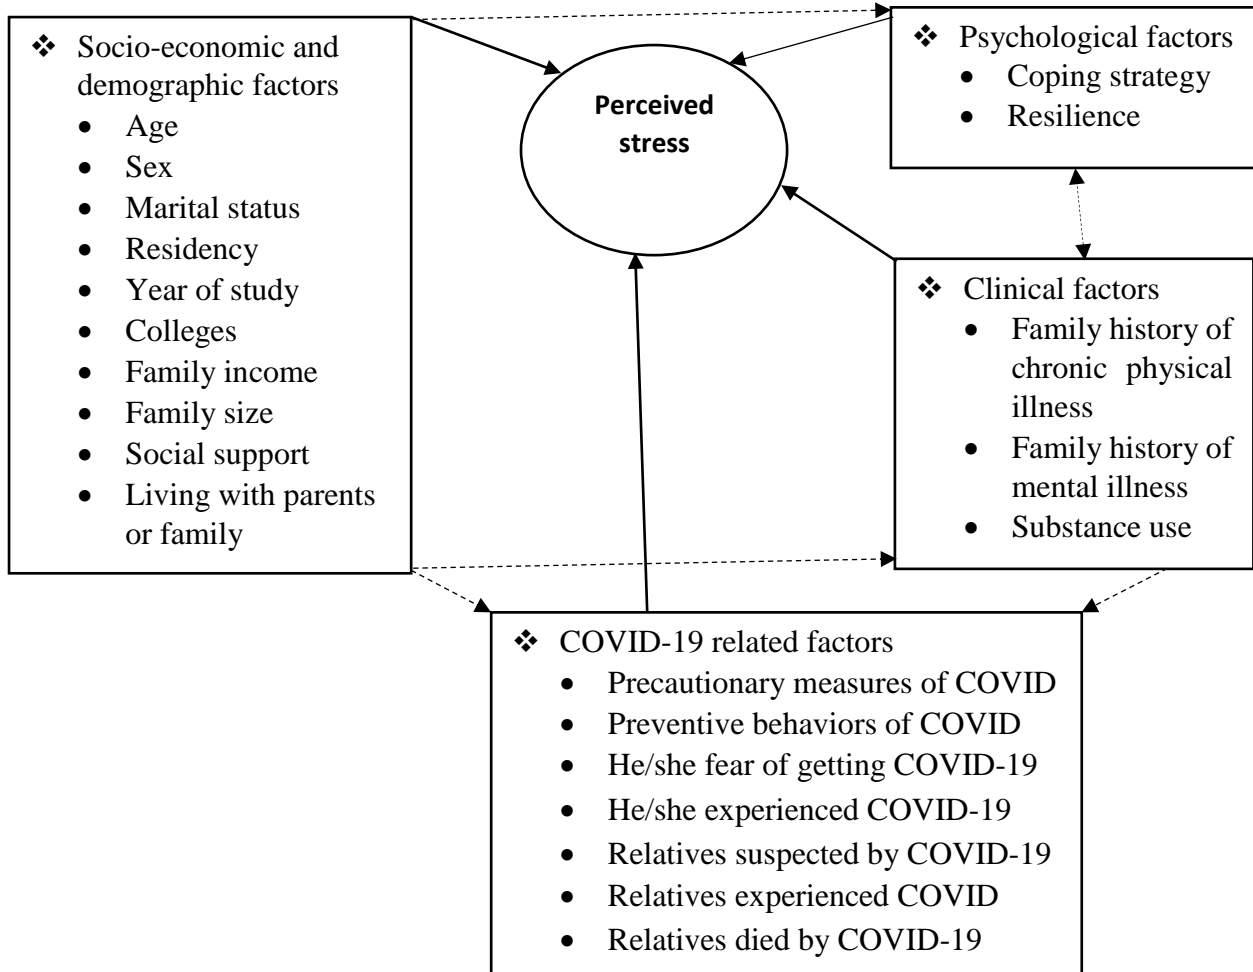 ❖ Socio-economic and
demographic factors
• Age
• Sex
• Marital status
• Residency
• Year of study
• Colleges
• Family income
• Family size
• Social support
• Living with parents
or family
Perceived
stress
❖ Psychological factors
• Coping strategy
• Resilience
❖ Clinical factors
• Family history of
chronic physical
illness
• Family history of
mental illness
• Substance use
❖ COVID-19 related factors
• Precautionary measures of COVID
• Preventive behaviors of COVID
• He/she fear of getting COVID-19
• He/she experienced COVID-19
• Relatives suspected by COVID-19
• Relatives experienced COVID
• Relatives died by COVID-19